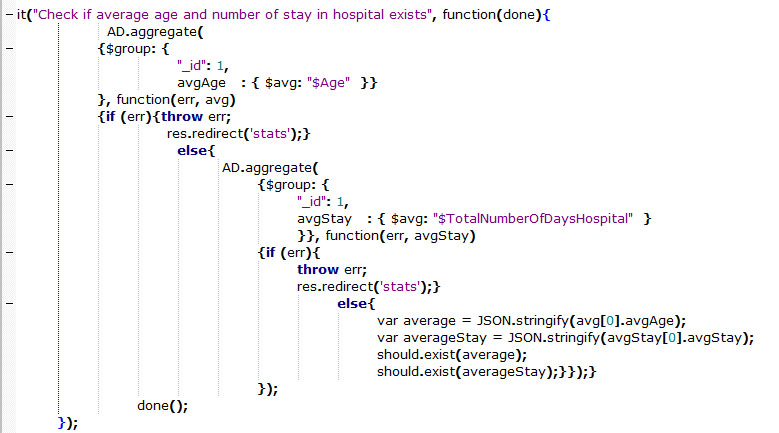 it("Check if average age and number of stay in hospital exists", function(done){
AD.aggregate(
{$group: {
"_id": 1,
avgAge : { $avg: "$Age" }}
}, function(err, avg)
{if (err){throw err;
res.redirect('stats');}
else{
AD.aggregate(
{$group: {
"_id": 1,
avgStay : { $avg: "$TotalNumberOfDaysHospital" }
}}, function(err, avgStay)
{if (err){
throw err;
res.redirect('stats');}
else{
var average = JSON.stringify(avg[0].avgAge);
var averageStay = JSON.stringify(avgStay[0].avgStay);
should.exist(average);
should.exist(averageStay);}});}
});
done();
});